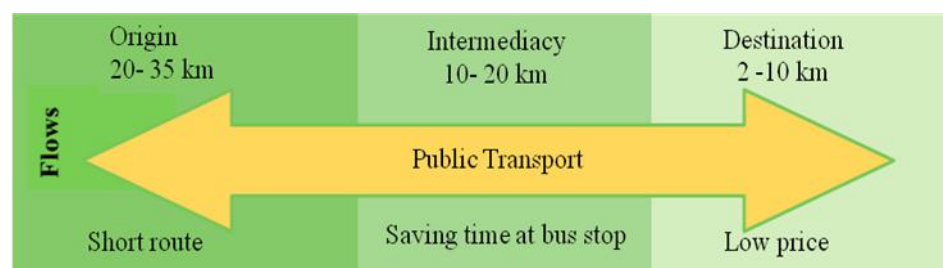 Origin
20- 35 km
Intermediacy
10- 20 km
Destination
2 -10 km
Flows
Public Transport
Short route
Saving time at bus stop
Low price